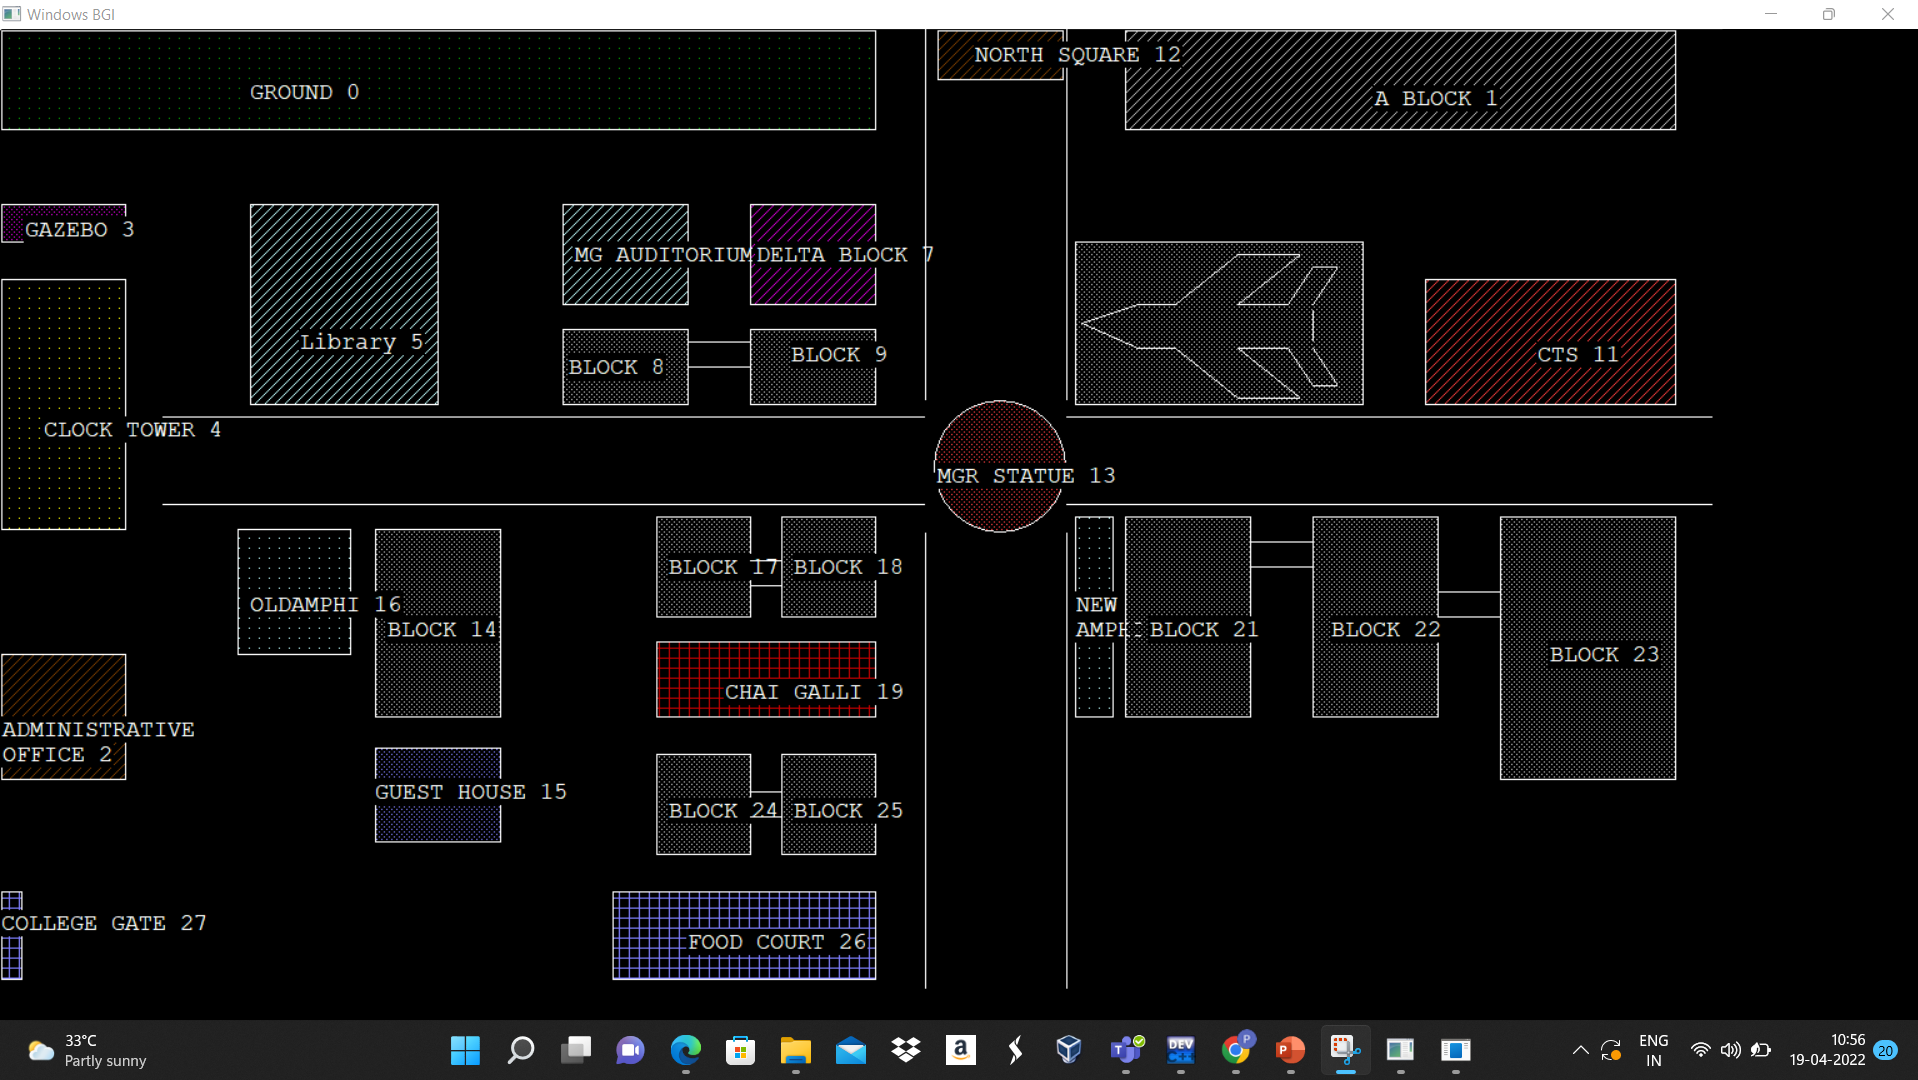 Windows BGI
NORTH SQUARE 12
GROUND 0
A BLOCK 1
GAZEBO 3
MG AUDITORIUM
DELTA BLOCK 7
Library 5
BLOCK 8
BLOCK 9
CTS 11
CLOCK TOWER 4
MGR STATUE 13
BLOCK 17
BLOCK 18
OLDAMPHI 16
BLOCK 14
NEW
AMPHI
BLOCK 21
BLOCK 22
BLOCK 23
CHAI GALLI 19
ADMINISTRATIVE
OFFICE 2
GUEST HOUSE 15
BLOCK 24
BLOCK 25
COLLEGE GATE 27
FOOD COURT 26
33°C
Partly sunny
a
DEV
C++
P
P
ENG
IN
10:56
19-04-2022
20